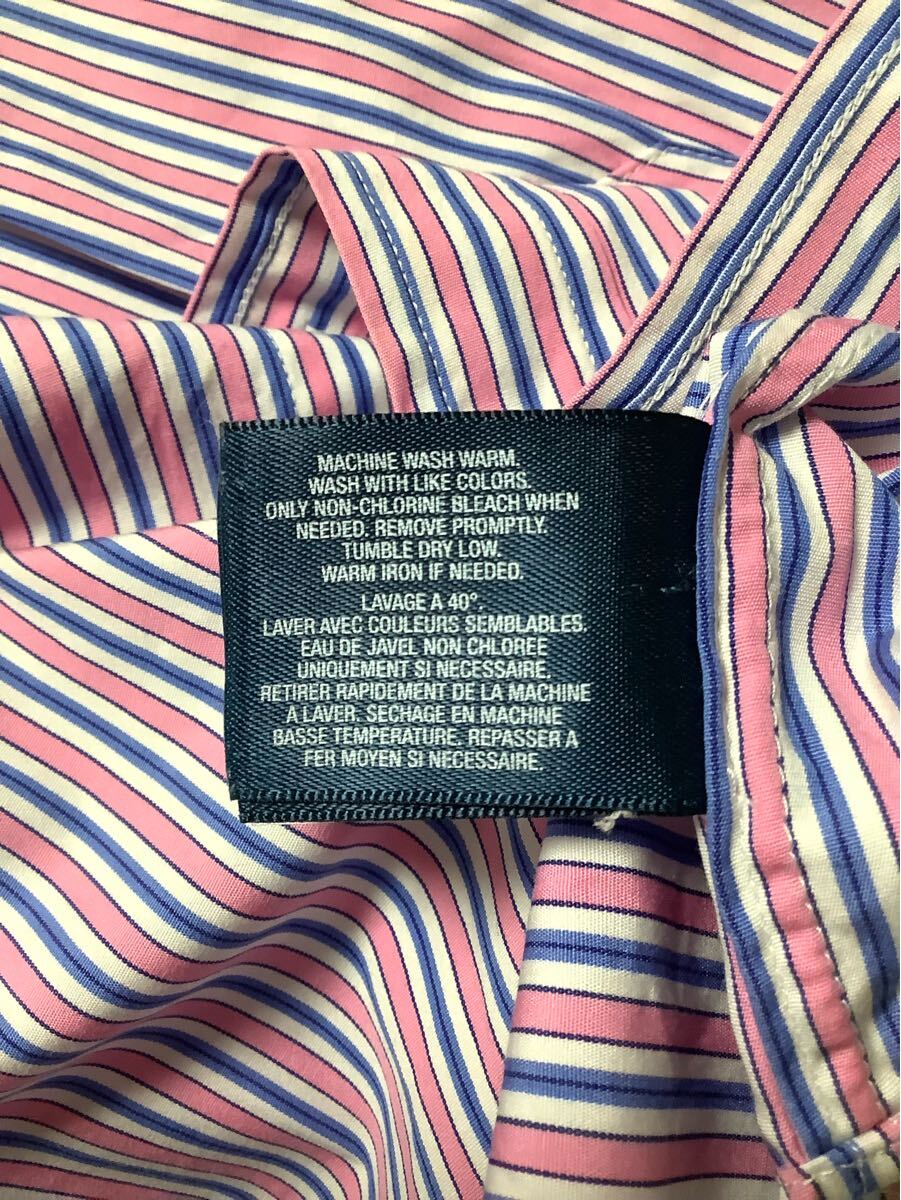 MACHINE WASH WARM.
WASH WITH LIKE COLORS.
ONLY NON-CHLORINE BLEACH WHEN
NEEDED. REMOVE PROMPTLY.
TUMBLE DRY LOW.
WARM IRON IF NEEDED.
LAVAGE A 40°.
LAVER AVEC COULEURS SEMBLABLES.
EAU DE JAVEL NON CHLOREE
UNIQUEMENT SI NECESSAIRE.
RETIRER RAPIDEMENT DE LA MACHINE
A LAVER. SECHAGE EN MACHINE
BASSE TEMPERATURE. REPASSER A
FER MOYEN SI NECESSAIRE.